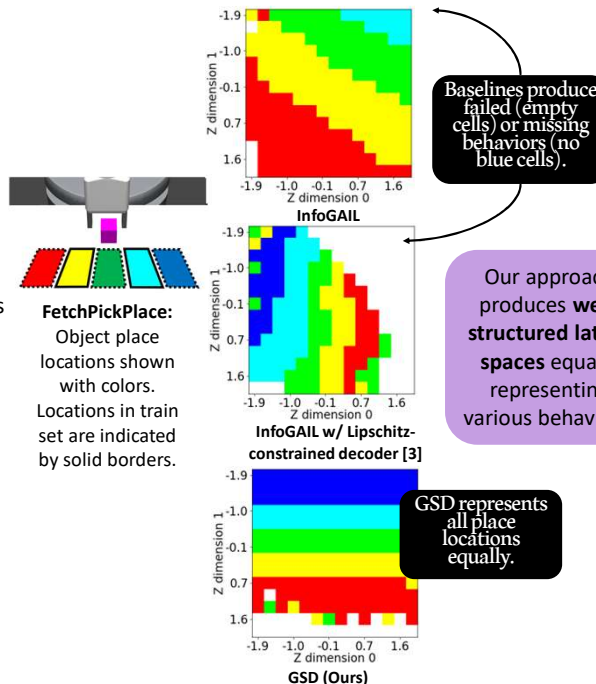 -1.9
-1.0
-0.1
0.7
1.6
Z dimension 1
-1.9 -1.0 -0.1 0.7 1.6
Z dimension 0
InfoGAIL
Baselines produce
failed (empty
cells) or missing
behaviors (no
blue cells).
s
FetchPickPlace:
Object place
locations shown
with colors.
Locations in train
set are indicated
by solid borders.
-1.9
-1.0
-0.1
0.7
1.6
Z dimension 1
-1.9 -1.0 -0.1 0.7 1.6
Z dimension 0
InfoGAIL w/ Lipschitz-
constrained decoder [3]
Our approac
produces we
structured lat
spaces equa
representin
various behav
-1.9
-1.0
-0.1
0.7
1.6
Z dimension 1
-1.9 -1.0 -0.1 0.7 1.6
Z dimension 0
GSD (Ours)
GSD represents
all place
locations
equally.